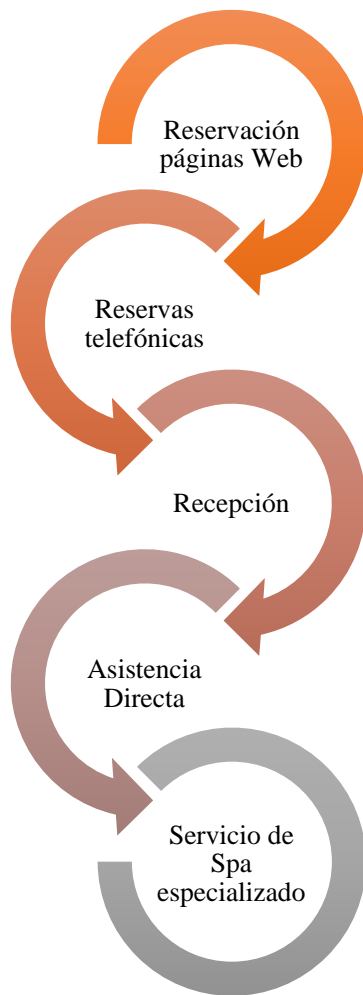 Reservación
páginas Web
Reservas
telefónicas
Recepción
Asistencia
Directa
Servicio de
Spa
especializado